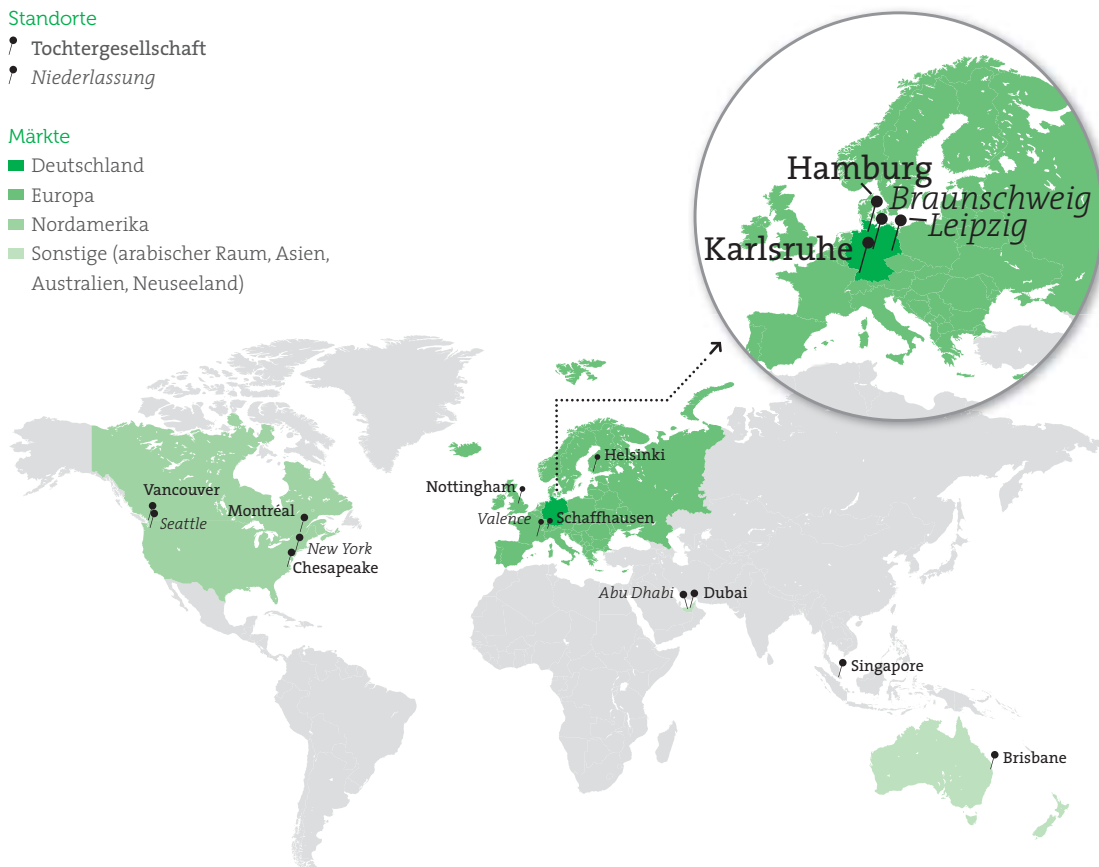 Standorte
Tochtergesellschaft
Niederlassung
Märkte
Deutschland
Europa
Nordamerika
Sonstige (arabischer Raum, Asien,
Australien, Neuseeland)
Hamburg
Braunschweig
Leipzig
Karlsruhe
Helsinki
Nottingham
Valence
Schaffhausen
Vancouver
Seattle
Montréal
New York
Chesapeake
Abu Dhabi
Dubai
Singapore
Brisbane